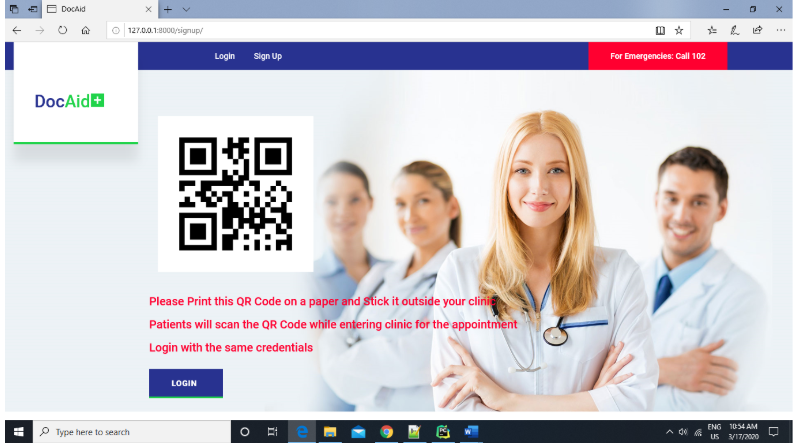 DocAid
127.0.0.1:8000/signup/
Login Sign Up
For Emergencies: Call 102
DocAid+
Please Print this QR Code on a paper and Stick it outside your clinic
Patients will scan the QR Code while entering clinic for the appointment
Login with the same credentials
LOGIN
Type here to search
ENG
US
10:54 AM
3/17/2020